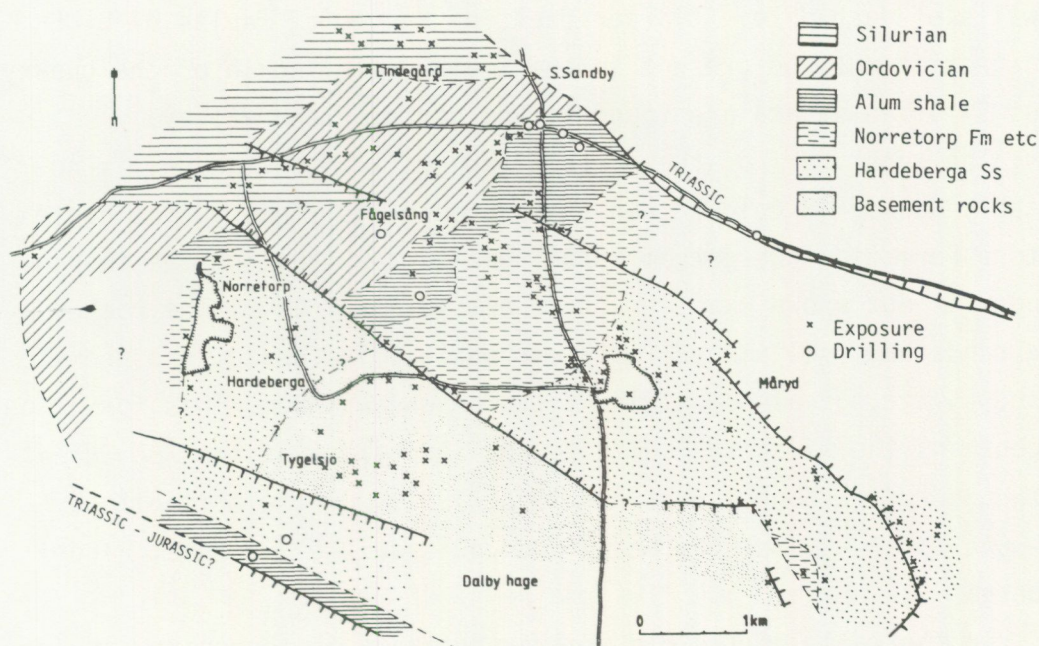 Silurian
Ordovician
Alum shale
Norretorp Fm etc
Hardeberga Ss
Basement rocks
Lindegård
S.Sandby
n
TRIASSIC
?
?
Fågelsång
?
Norretorp
x Exposure
o Drilling
?
?
Hardeberga
?
Måryd
?
Tygelsjö
?
TRIASSIC
JURASSIC?
Dalby hage
0 1km